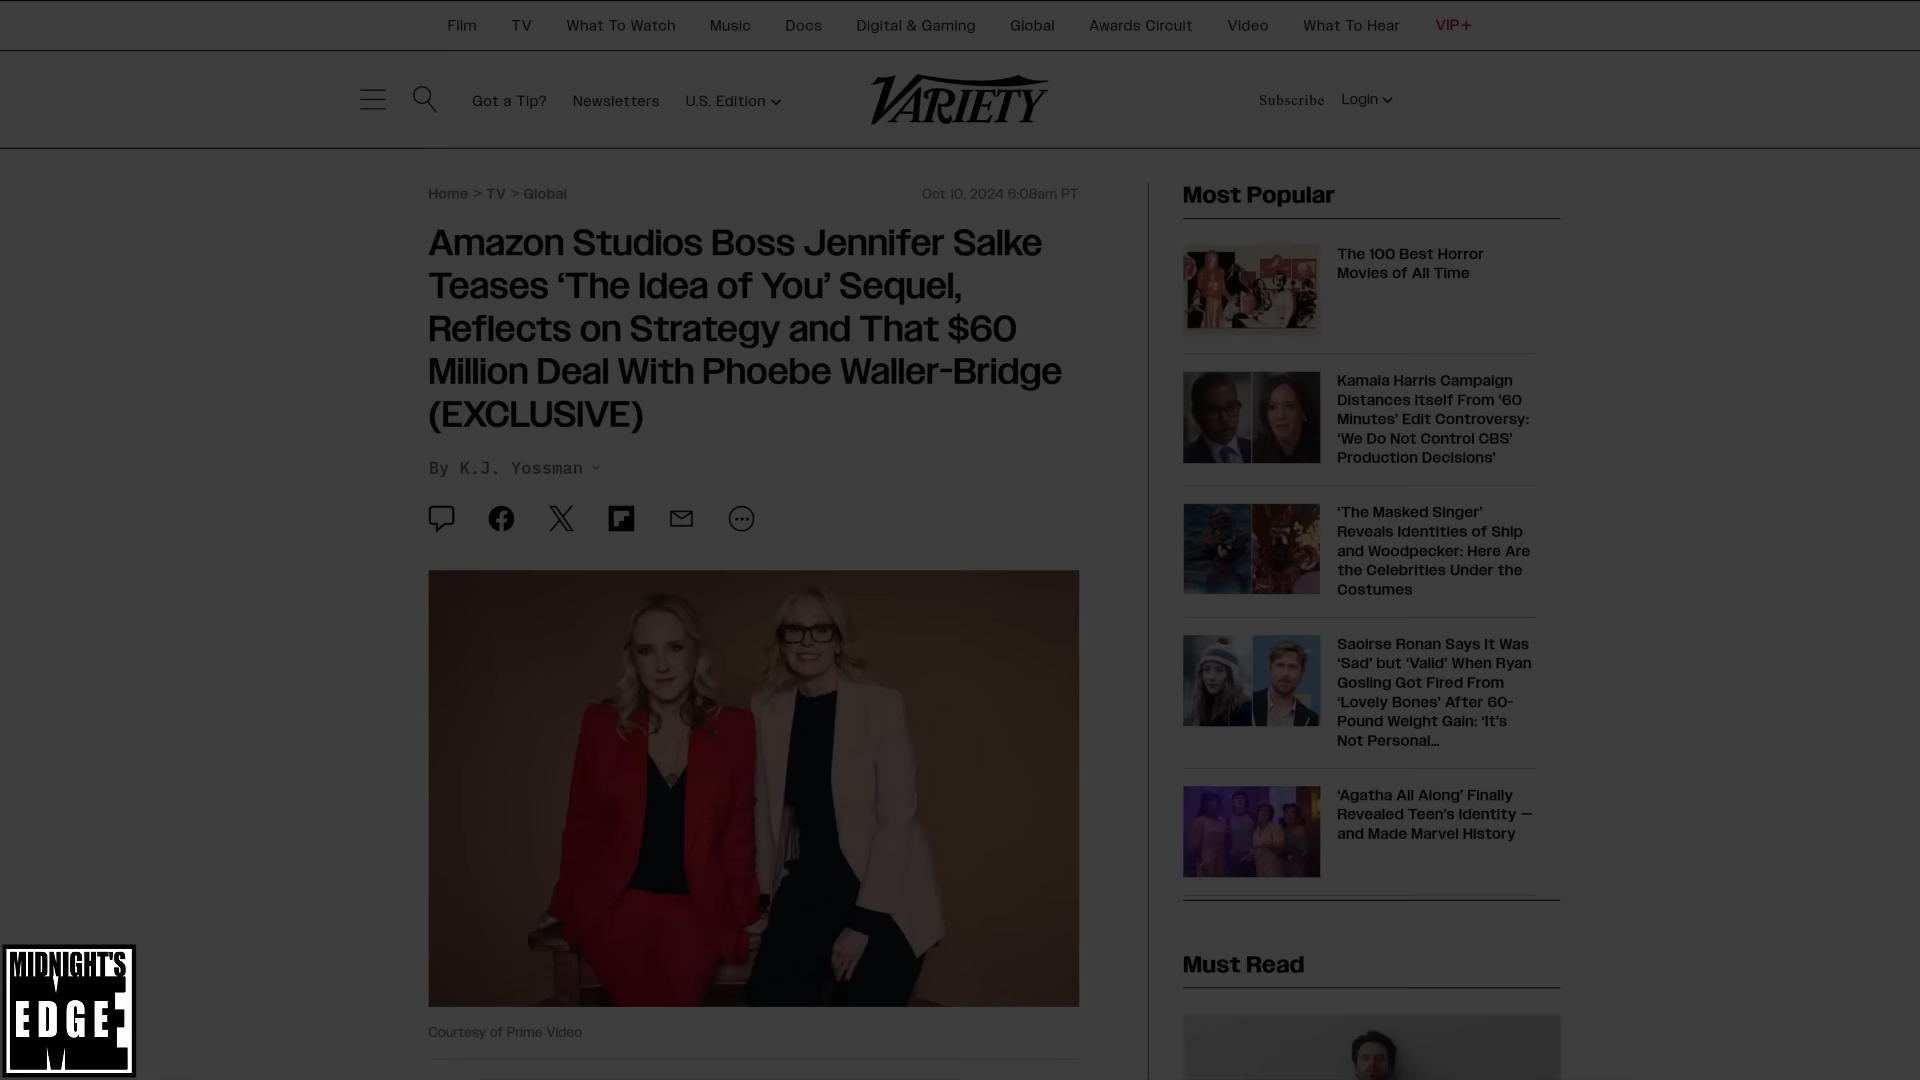 Film TV What To Watch Music Docs Digital & Gaming Global Awards Circuit Video What To Hear VIP+
Got a Tip? Newsletters U.S. Edition VARIETY Subscribe Login
Home > TV > Global Oct 10, 2024 6:08am PT
Amazon Studios Boss Jennifer Salke
Teases ‘The Idea of You’ Sequel,
Reflects on Strategy and That $60
Million Deal With Phoebe Waller-Bridge
(EXCLUSIVE)
By K.J. Yossman
Courtesy of Prime Video
Most Popular
The 100 Best Horror
Movies of All Time
Kamala Harris Campaign
Distances Itself From '60
Minutes’ Edit Controversy:
‘We Do Not Control CBS’
Production Decisions’
‘The Masked Singer’
Reveals Identities of Ship
and Woodpecker: Here Are
the Celebrities Under the
Costumes
Saoirse Ronan Says It Was
‘Sad’ but ‘Valid’ When Ryan
Gosling Got Fired From
‘Lovely Bones’ After 60-
Pound Weight Gain: ‘It’s
Not Personal...
‘Agatha All Along’ Finally
Revealed Teen’s Identity —
and Made Marvel History
Must Read
MIDNIGHT'S
EDGE